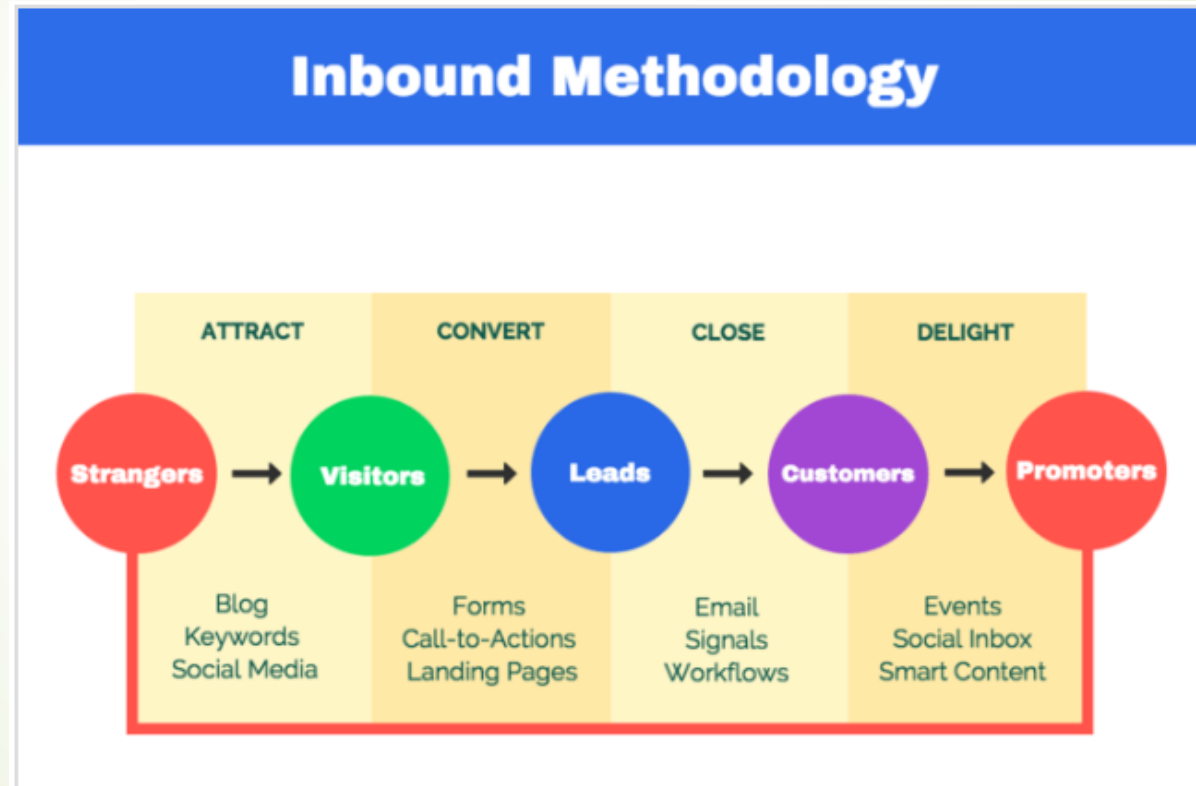 Inbound Methodology
ATTRACT
CONVERT
CLOSE
DELIGHT
Strangers
Visitors
Leads
Customers
Promoters
Blog
Keywords
Social Media
Forms
Call-to-Actions
Landing Pages
Email
Signals
Workflows
Events
Social Inbox
Smart Content